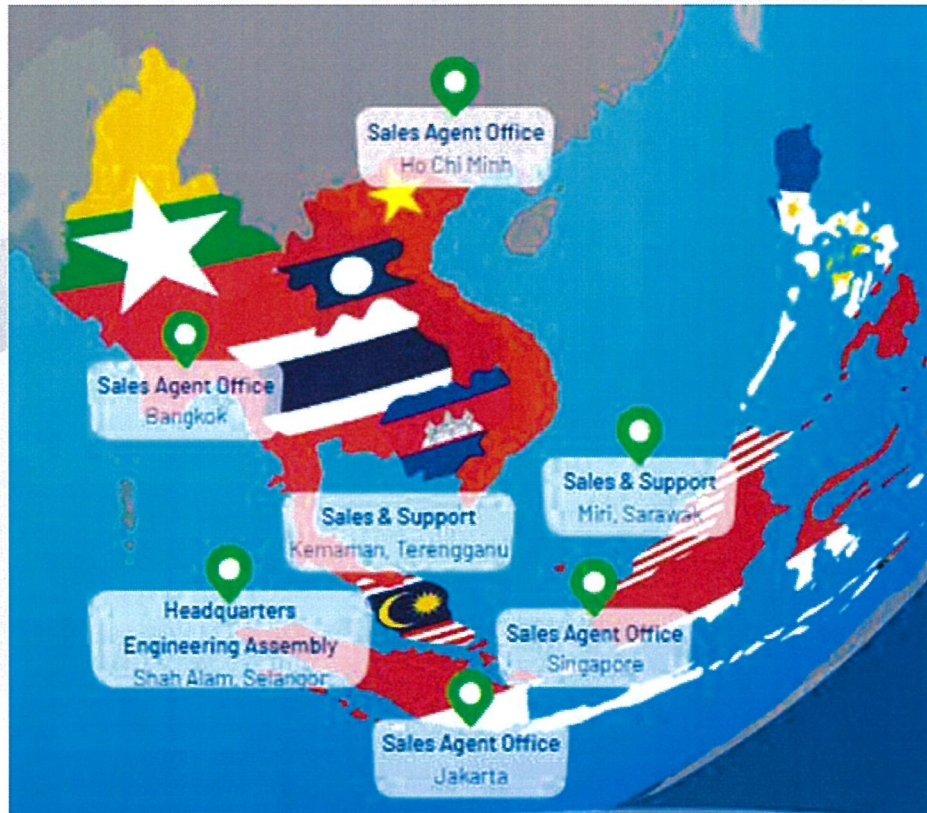 Sales Agent Office
Ho Chi Minh
Sales Agent Office
Bangkok
Sales & Support
Miri, Sarawak
Sales & Support
Kemaman, Terengganu
Headquarters
Engineering Assembly
Shah Alam, Selangor
Sales Agent Office
Singapore
Sales Agent Office
Jakarta